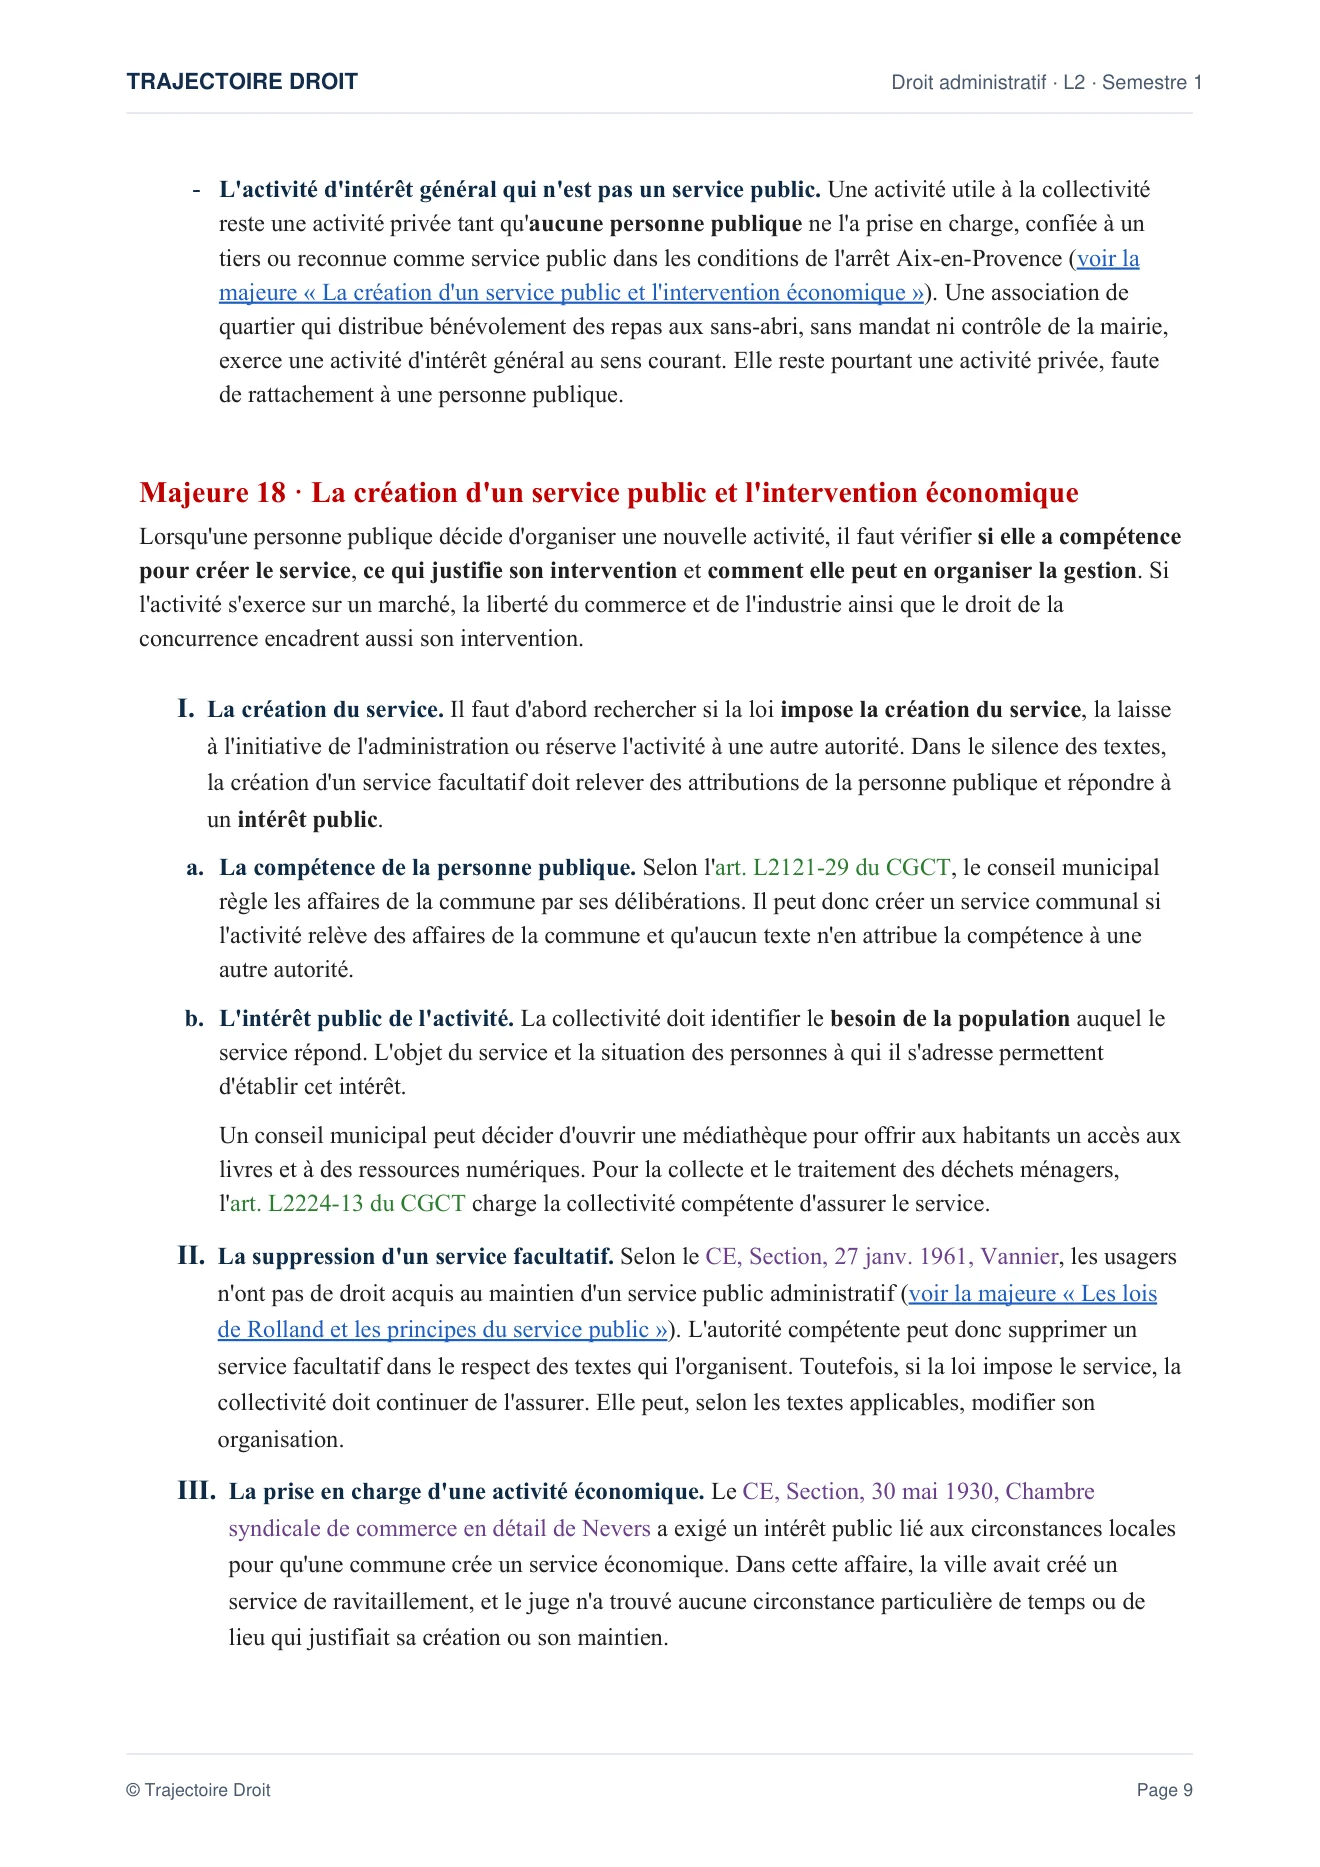 TRAJECTOIRE DROIT
Droit administratif · L2 · Semestre 1
- L'activité d'intérêt général qui n'est pas un service public. Une activité utile à la collectivité
reste une activité privée tant qu'aucune personne publique ne l'a prise en charge, confiée à un
tiers ou reconnue comme service public dans les conditions de l'arrêt Aix-en-Provence (voir la
majeure « La création d'un service public et l'intervention économique »). Une association de
quartier qui distribue bénévolement des repas aux sans-abri, sans mandat ni contrôle de la mairie,
exerce une activité d'intérêt général au sens courant. Elle reste pourtant une activité privée, faute
de rattachement à une personne publique.
Majeure 18 · La création d'un service public et l'intervention économique
Lorsqu'une personne publique décide d'organiser une nouvelle activité, il faut vérifier si elle a compétence
pour créer le service, ce qui justifie son intervention et comment elle peut en organiser la gestion. Si
l'activité s'exerce sur un marché, la liberté du commerce et de l'industrie ainsi que le droit de la
concurrence encadrent aussi son intervention.
I. La création du service. Il faut d'abord rechercher si la loi impose la création du service, la laisse
à l'initiative de l'administration ou réserve l'activité à une autre autorité. Dans le silence des textes,
la création d'un service facultatif doit relever des attributions de la personne publique et répondre à
un intérêt public.
a. La compétence de la personne publique. Selon l'art. L2121-29 du CGCT, le conseil municipal
règle les affaires de la commune par ses délibérations. Il peut donc créer un service communal si
l'activité relève des affaires de la commune et qu'aucun texte n'en attribue la compétence à une
autre autorité.
b. L'intérêt public de l'activité. La collectivité doit identifier le besoin de la population auquel le
service répond. L'objet du service et la situation des personnes à qui il s'adresse permettent
d'établir cet intérêt.
Un conseil municipal peut décider d'ouvrir une médiathèque pour offrir aux habitants un accès aux
livres et à des ressources numériques. Pour la collecte et le traitement des déchets ménagers,
l'art. L2224-13 du CGCT charge la collectivité compétente d'assurer le service.
II. La suppression d'un service facultatif. Selon le CE, Section, 27 janv. 1961, Vannier, les usagers
n'ont pas de droit acquis au maintien d'un service public administratif (voir la majeure « Les lois
de Rolland et les principes du service public »). L'autorité compétente peut donc supprimer un
service facultatif dans le respect des textes qui l'organisent. Toutefois, si la loi impose le service, la
collectivité doit continuer de l'assurer. Elle peut, selon les textes applicables, modifier son
organisation.
III. La prise en charge d'une activité économique. Le CE, Section, 30 mai 1930, Chambre
syndicale de commerce en détail de Nevers a exigé un intérêt public lié aux circonstances locales
pour qu'une commune crée un service économique. Dans cette affaire, la ville avait créé un
service de ravitaillement, et le juge n'a trouvé aucune circonstance particulière de temps ou de
lieu qui justifiait sa création ou son maintien.
© Trajectoire Droit
Page 9